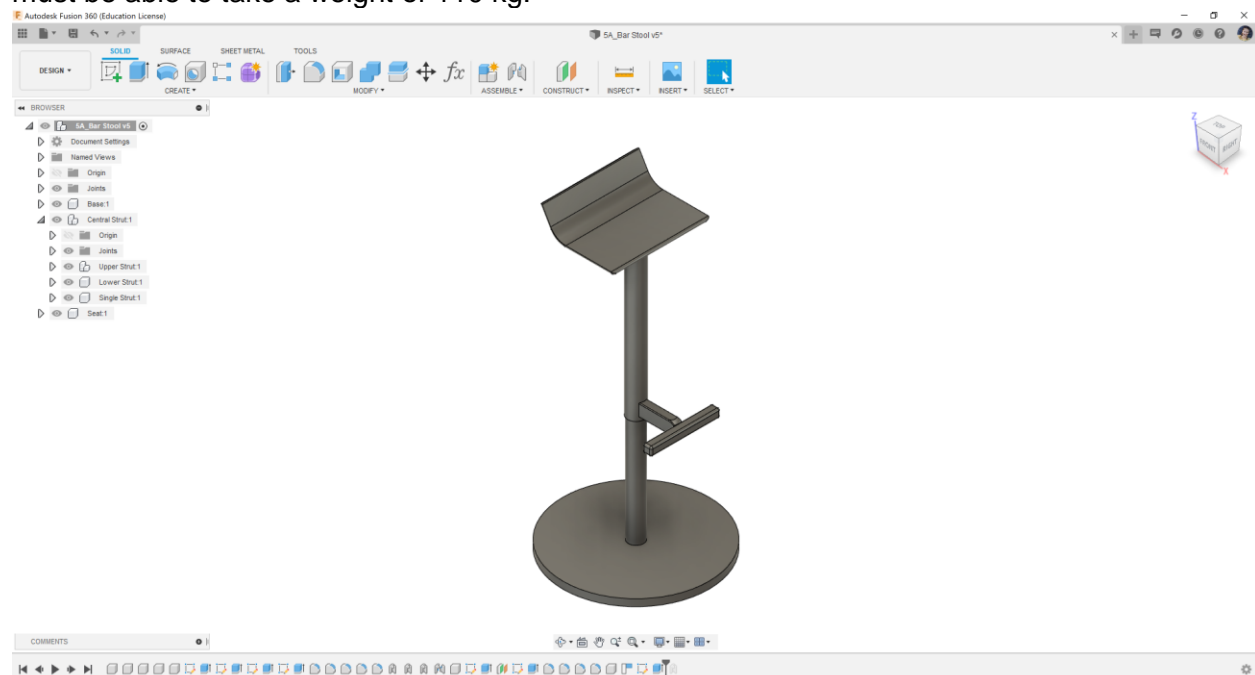 must be able to take a weight of 110 kg.
Autodesk Fusion 360 (Education License)
5A_Bar Stool v5*
SOLID SURFACE SHEET METAL TOOLS
DESIGN
CREATE MODIFY ASSEMBLE CONSTRUCT INSPECT INSERT SELECT
BROWSER
5A_Bar Stool v5
Document Settings
Named Views
Origin
Joints
Base:1
Central Strut:1
Origin
Joints
Upper Strut:1
Lower Strut:1
Single Strut:1
Seat:1
Z
TOP
FRONT
RIGHT
X
COMMENTS